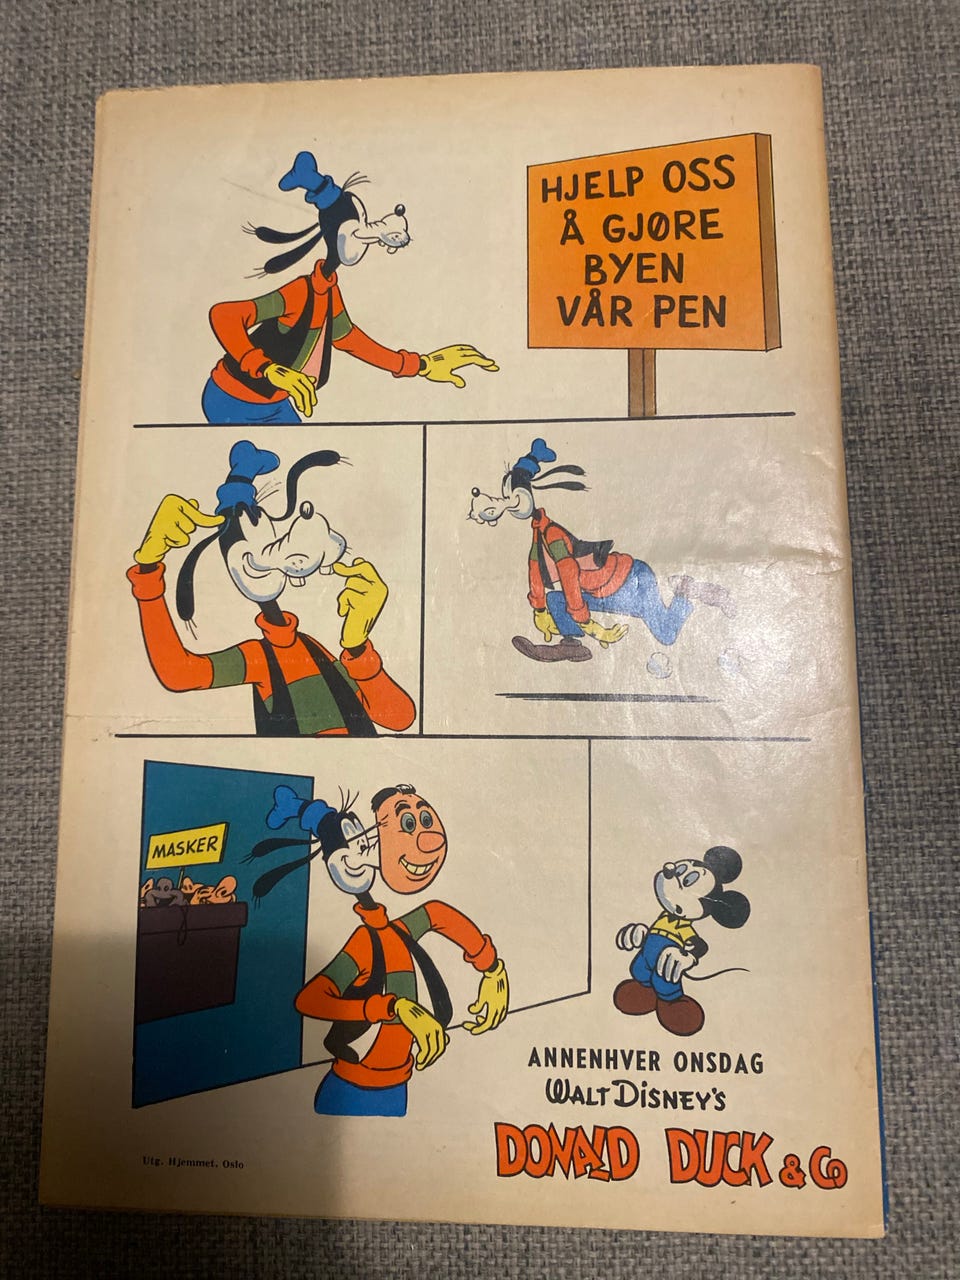 HJELP OSS
Å GJØRE
BYEN
VÅR PEN
MASKER
ANNENHVER ONSDAG
WALT DISNEY'S
DONALD DUCK & Co
Utg. Hjemmet, Oslo